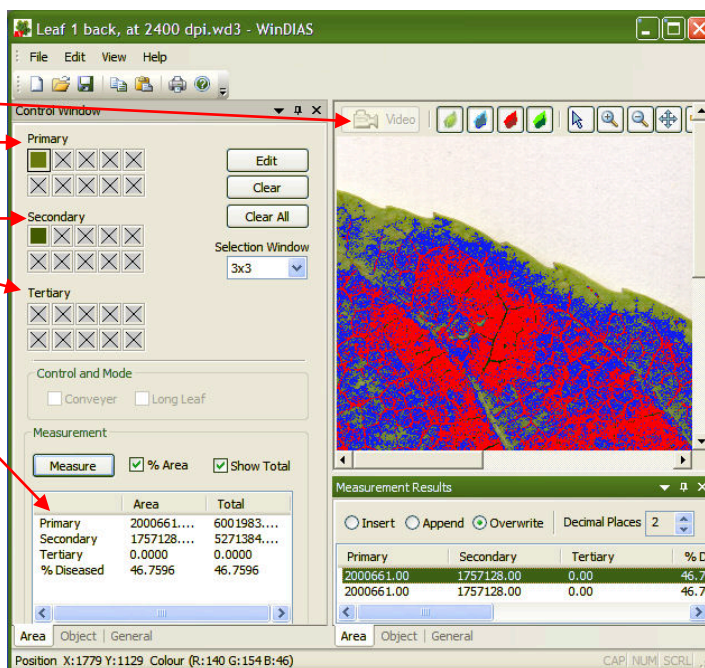 Leaf 1 back, at 2400 dpi.wd3 - WinDIAS
File Edit View Help
Control Window
Video
Primary
Edit
Clear
Secondary
Clear All
Selection Window
3x3
Tertiary
Control and Mode
Conveyer Long Leaf
Measurement
Measure % Area Show Total
Area Total
Primary 2000661.... 6001983....
Secondary 1757128.... 5271384....
Tertiary 0.0000 0.0000
% Diseased 46.7596 46.7596
Area Object General
Measurement Results
Insert Append Overwrite Decimal Places 2
Primary Secondary Tertiary % D
2000661.00 1757128.00 0.00 46.7
2000661.00 1757128.00 0.00 46.7
Area Object General
Position X:1779 Y:1129 Colour (R:140 G:154 B:46) CAP NUM SCRL